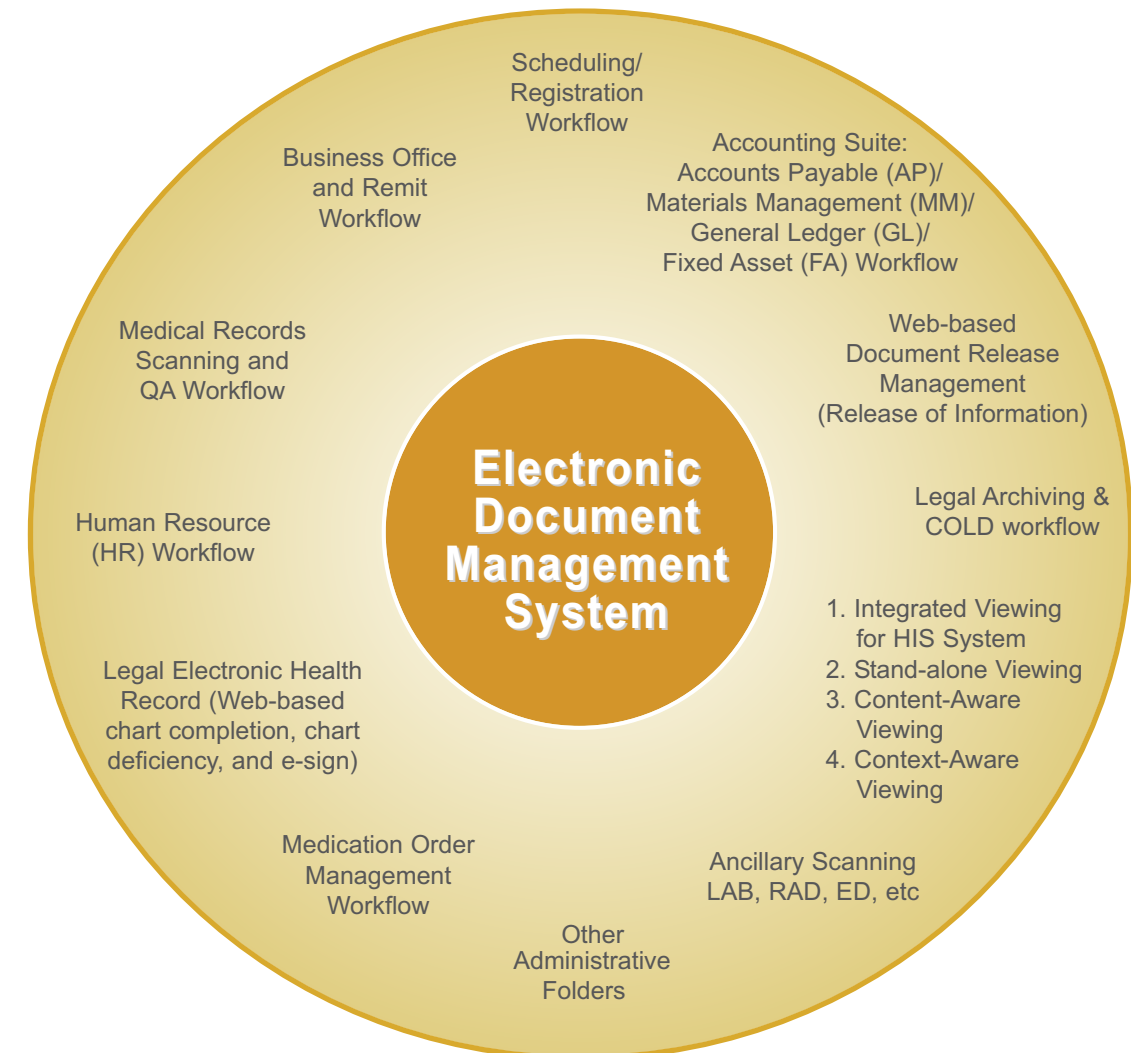 Scheduling/
Registration
Workflow
Accounting Suite:
Accounts Payable (AP)/
Materials Management (MM)/
General Ledger (GL)/
Fixed Asset (FA) Workflow
Web-based
Document Release
Management
(Release of Information)
Legal Archiving &
COLD workflow
1. Integrated Viewing
for HIS System
2. Stand-alone Viewing
3. Content-Aware
Viewing
4. Context-Aware
Viewing
Ancillary Scanning
LAB, RAD, ED, etc
Other
Administrative
Folders
Medication Order
Management
Workflow
Legal Electronic Health
Record (Web-based
chart completion, chart
deficiency, and e-sign)
Human Resource
(HR) Workflow
Medical Records
Scanning and
QA Workflow
Business Office
and Remit
Workflow
Electronic
Document
Management
System